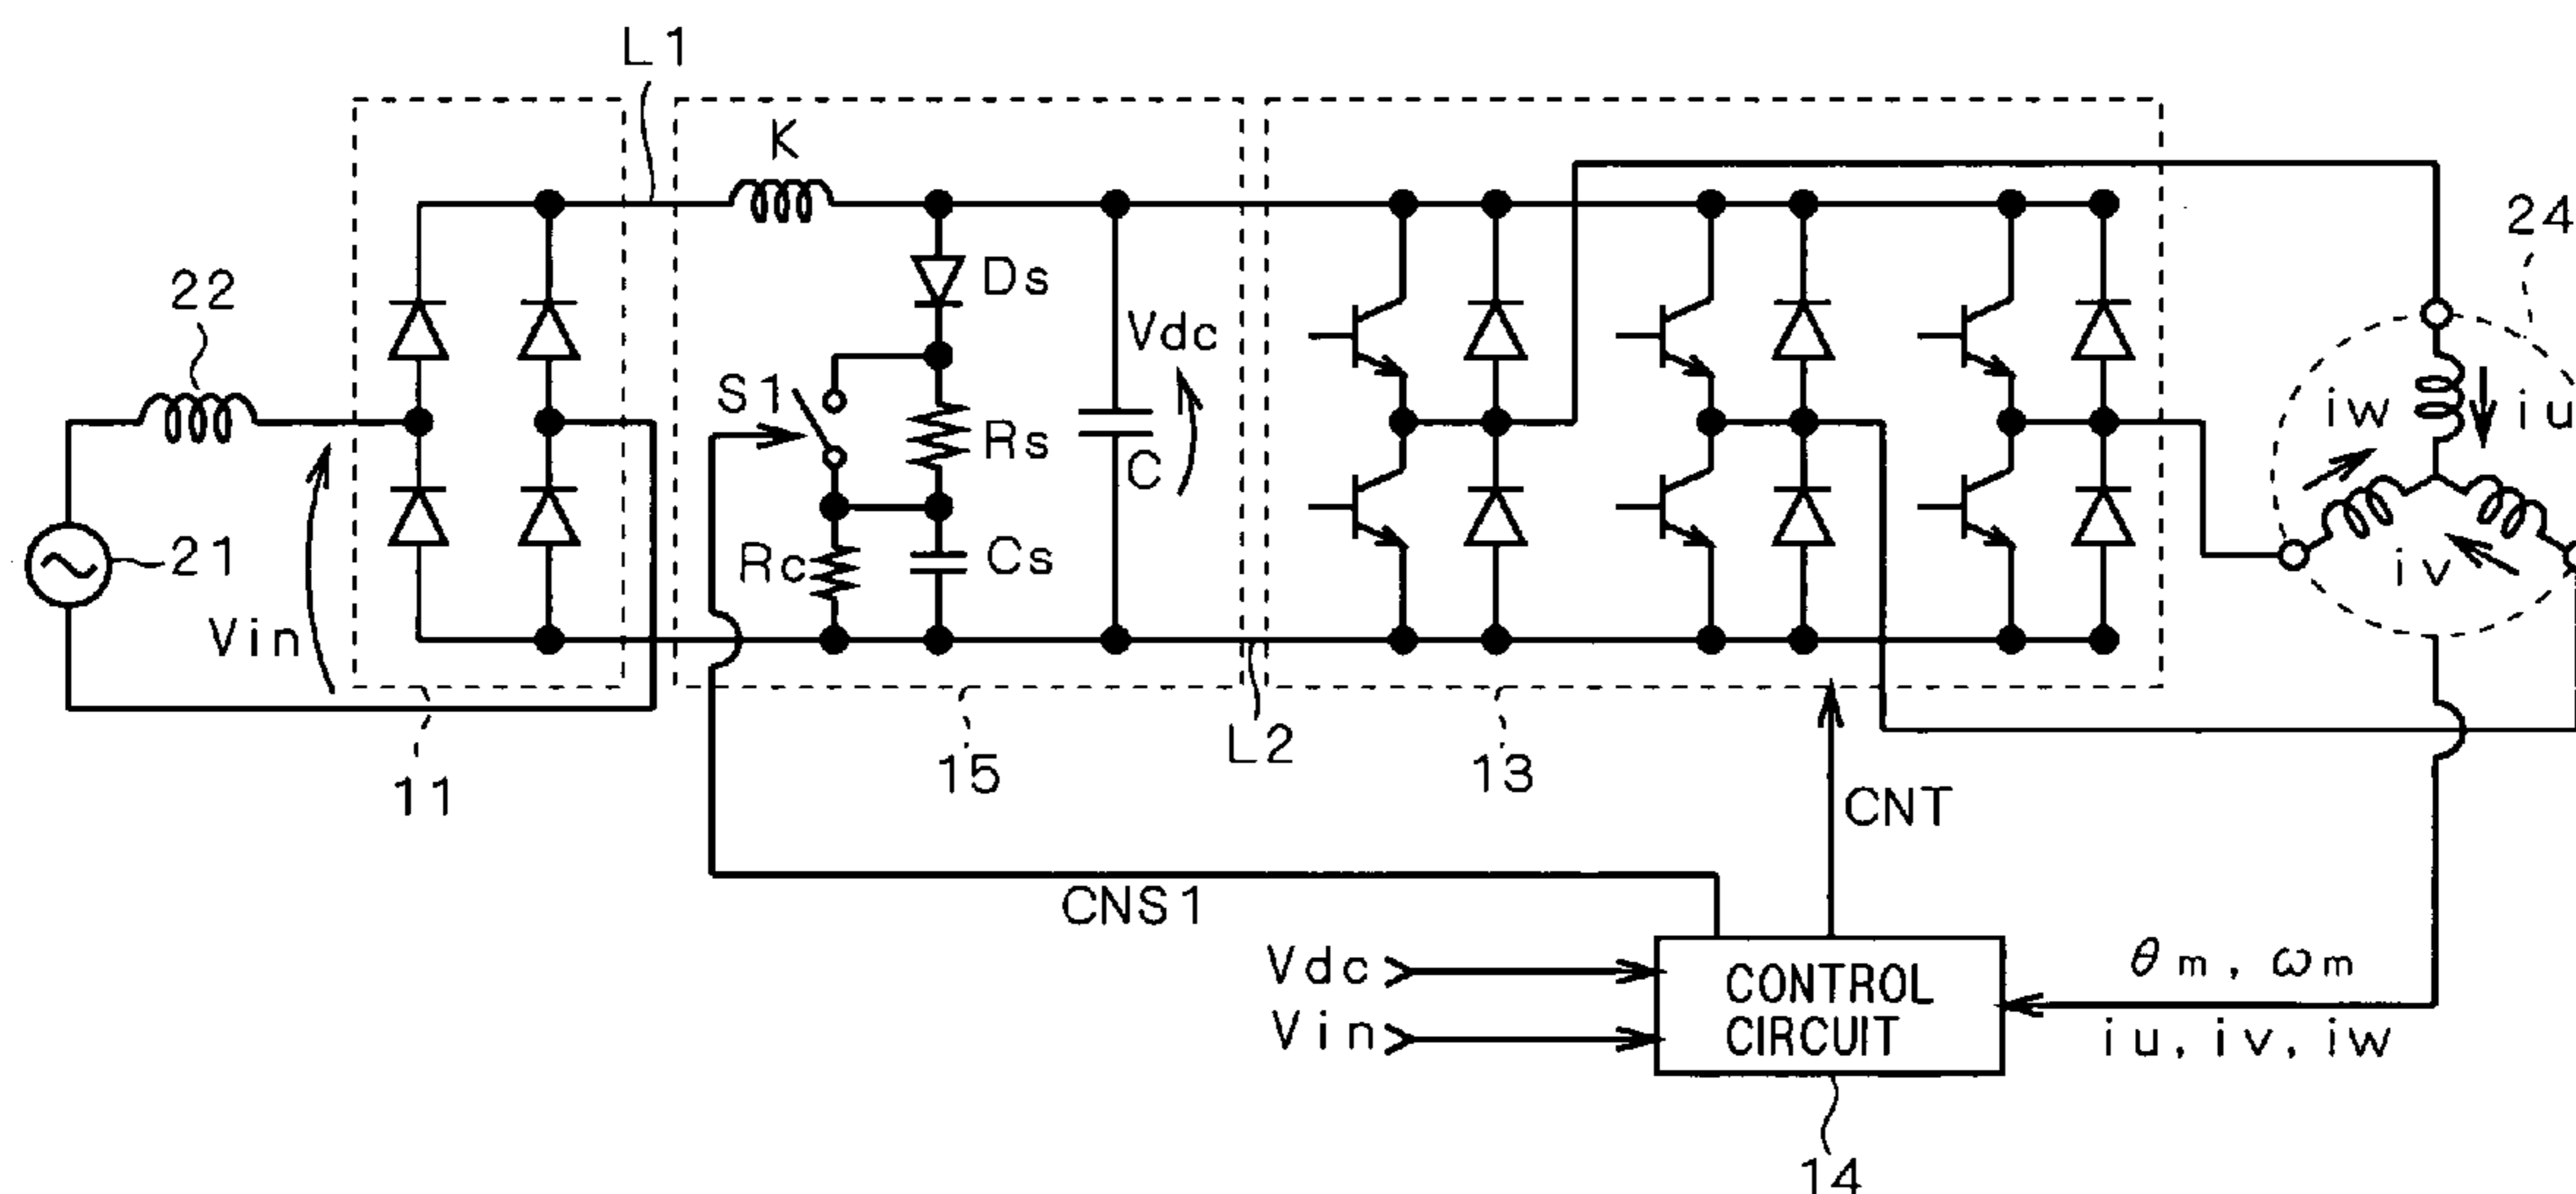 L1
K
24
22
Ds
Vdc
S1
iw
iu
Rs
C
21
Rc
Cs
iv
Vin
L2
11
15
13
CNT
CNS1
Vdc
Vin
CONTROL
CIRCUIT
θm, ωm
iu, iv, iw
14